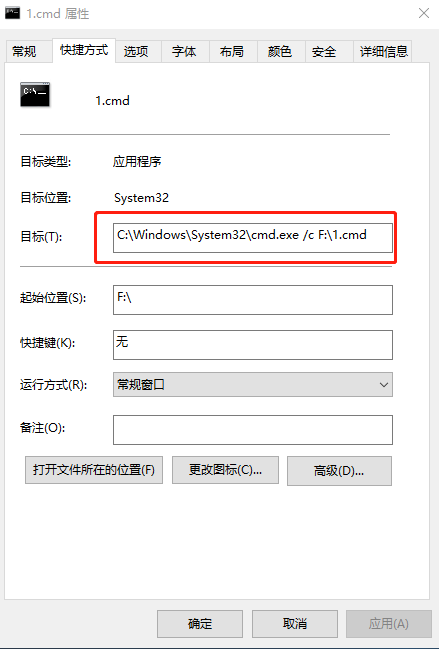 1.cmd 属性
常规 快捷方式 选项 字体 布局 颜色 安全 详细信息
C:\
1.cmd
目标类型: 应用程序
目标位置: System32
目标(T): C:\Windows\System32\cmd.exe /c F:\1.cmd
起始位置(S): F:\
快捷键(K): 无
运行方式(R): 常规窗口
备注(O):
打开文件所在的位置(F) 更改图标(C)... 高级(D)...
确定 取消 应用(A)